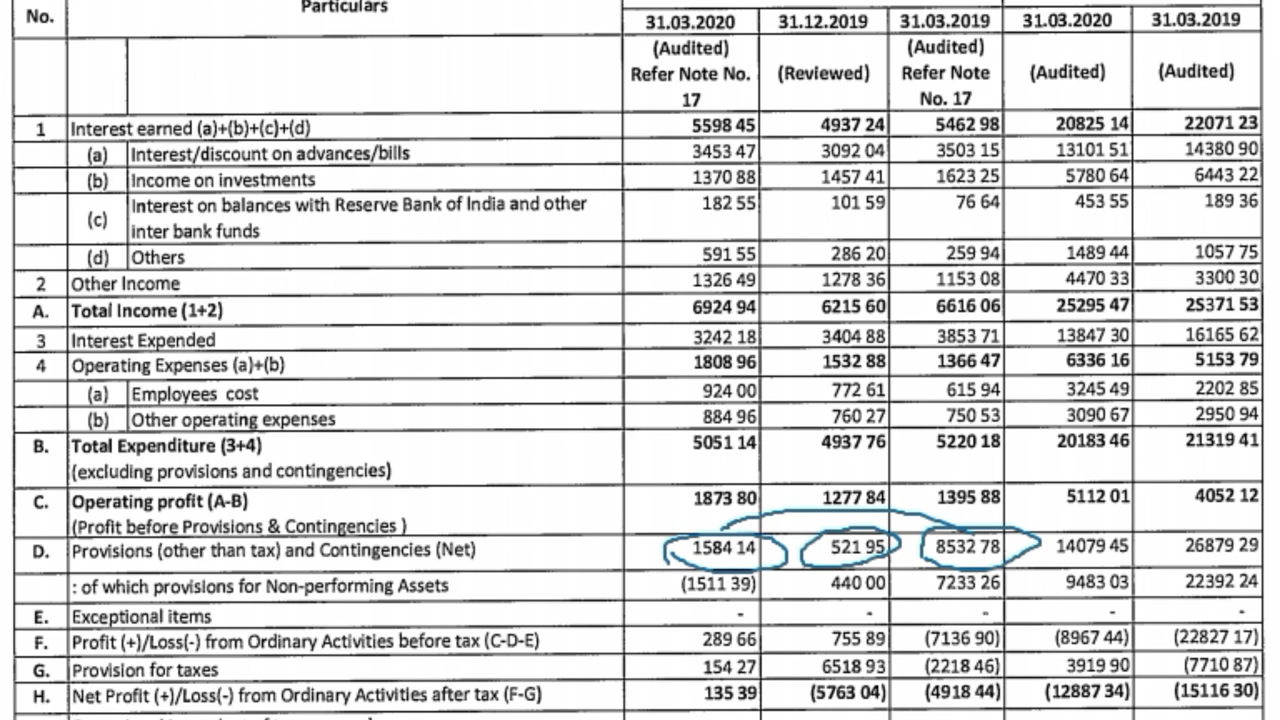 No. Particulars
31.03.2020 31.12.2019 31.03.2019 31.03.2020 31.03.2019
(Audited) Refer Note No. 17 (Reviewed) (Audited) Refer Note No. 17 (Audited) (Audited)
1 Interest earned (a)+(b)+(c)+(d) 5598 45 4937 24 5462 98 20825 14 22071 23
(a) Interest/discount on advances/bills 3453 47 3092 04 3503 15 13101 51 14380 90
(b) Income on investments 1370 88 1457 41 1623 25 5780 64 6443 22
(c) Interest on balances with Reserve Bank of India and other 182 55 101 59 76 64 453 55 189 36
inter bank funds
(d) Others 591 55 286 20 259 94 1489 44 1057 75
2 Other Income 1326 49 1278 36 1153 08 4470 33 3300 30
A. Total Income (1+2) 6924 94 6215 60 6616 06 25295 47 25371 53
3 Interest Expended 3242 18 3404 88 3853 71 13847 30 16165 62
4 Operating Expenses (a)+(b) 1808 96 1532 88 1366 47 6336 16 5153 79
(a) Employees cost 924 00 772 61 615 94 3245 49 2202 85
(b) Other operating expenses 884 96 760 27 750 53 3090 67 2950 94
B. Total Expenditure (3+4) 5051 14 4937 76 5220 18 20183 46 21319 41
(excluding provisions and contingencies)
C. Operating profit (A-B) 1873 80 1277 84 1395 88 5112 01 4052 12
(Profit before Provisions & Contingencies )
D. Provisions (other than tax) and Contingencies (Net) 1584 14 521 95 8532 78 14079 45 26879 29
: of which provisions for Non-performing Assets (1511 39) 440 00 7233 26 9483 03 22392 24
E. Exceptional items - - - - -
F. Profit (+)/Loss(-) from Ordinary Activities before tax (C-D-E) 289 66 755 89 (7136 90) (8967 44) (22827 17)
G. Provision for taxes 154 27 6518 93 (2218 46) 3919 90 (7710 87)
H. Net Profit (+)/Loss(-) from Ordinary Activities after tax (F-G) 135 39 (5763 04) (4918 44) (12887 34) (15116 30)